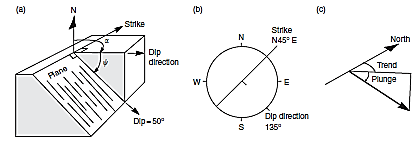 (a)
N
Strike
α
ψ
Dip
direction
Plane
Dip = 50°
(b)
Strike
N45° E
N
W
E
S
Dip direction
135°
(c)
North
Trend
Plunge